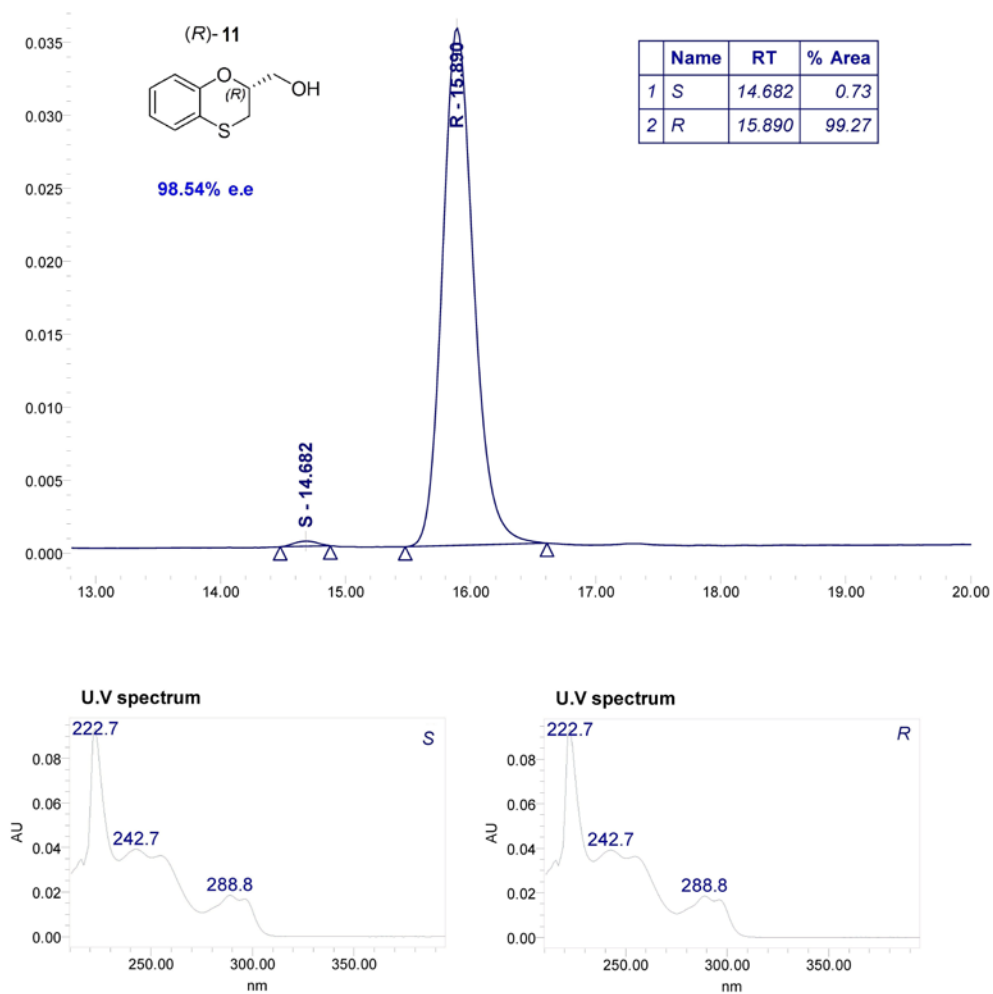 (R)-11
O
(R)
OH
S
98.54% e.e
Name RT % Area
1 S 14.682 0.73
2 R 15.890 99.27
0.035
0.030
0.025
0.020
0.015
0.010
0.005
0.000
S - 14.682
R - 15.890
13.00 14.00 15.00 16.00 17.00 18.00 19.00 20.00
U.V spectrum
222.7
S
0.08
0.06
0.04
0.02
0.00
AU
242.7
288.8
250.00 300.00 350.00
nm
U.V spectrum
222.7
R
0.08
0.06
0.04
0.02
0.00
AU
242.7
288.8
250.00 300.00 350.00
nm